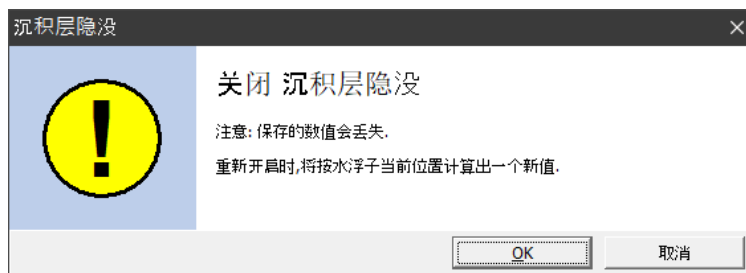 沉积层隐没
关闭 沉积层隐没
注意: 保存的数值会丢失.
重新开启时,将按水浮子当前位置计算出一个新值.
OK
取消